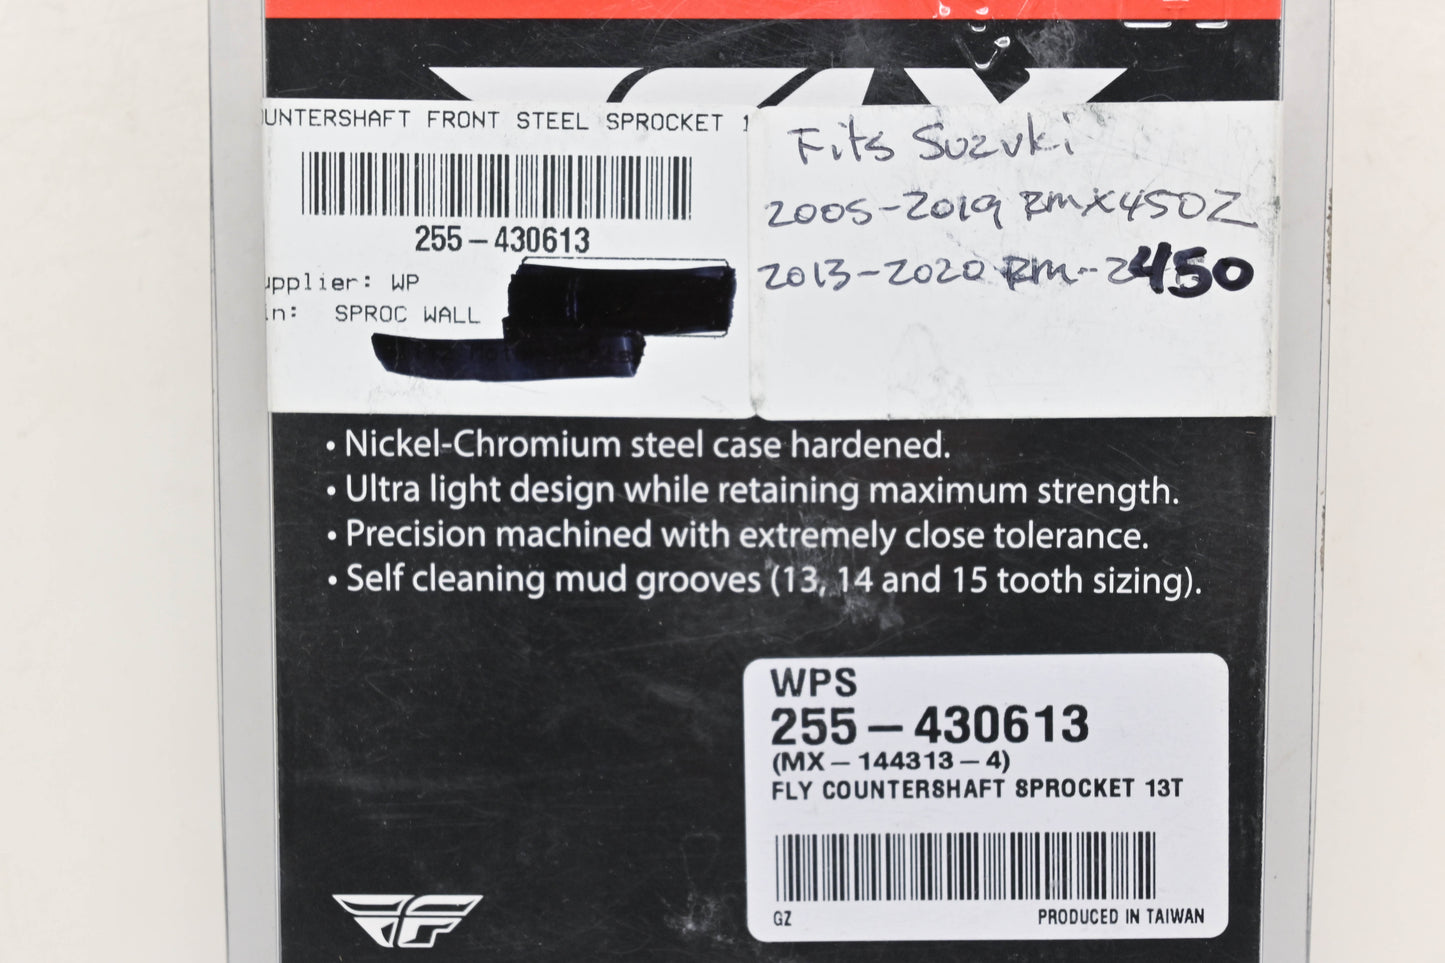 OUNTERSHAFT FRONT STEEL SPROCKET 1
255-430613
upplier: WP
in: SPROC WALL
Fits Suzuki
2005-2019 RMX450Z
2013-2020 RM-450
• Nickel-Chromium steel case hardened.
• Ultra light design while retaining maximum strength.
• Precision machined with extremely close tolerance.
• Self cleaning mud grooves (13, 14 and 15 tooth sizing).
WPS
255-430613
(MX-144313-4)
FLY COUNTERSHAFT SPROCKET 13T
GZ PRODUCED IN TAIWAN